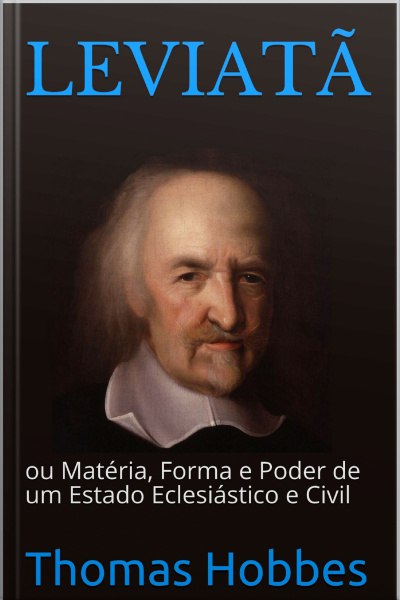 LEVIATÃ
ou Matéria, Forma e Poder de
um Estado Eclesiástico e Civil
Thomas Hobbes